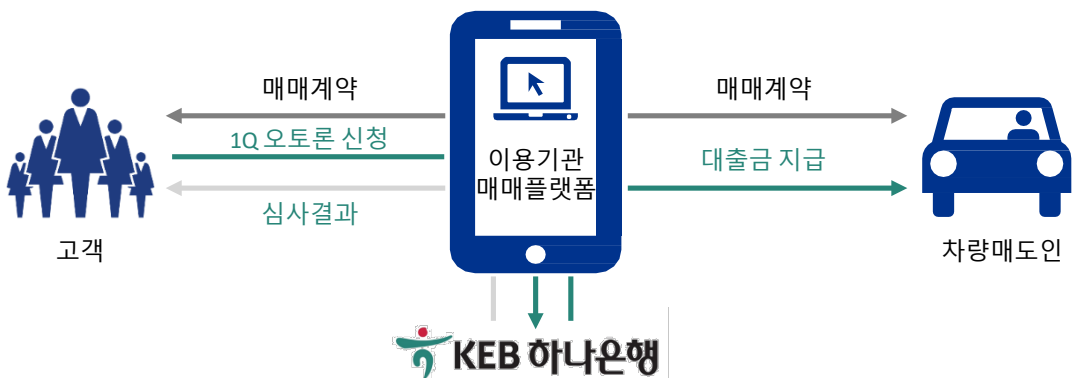 매매계약
1Q 오토론 신청
심사결과
고객
이용기관
매매플랫폼
매매계약
대출금 지급
차량매도인
KEB 하나은행